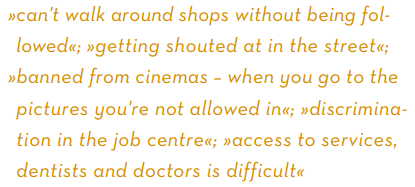 »can't walk around shops without being fol-
lowed«; »getting shouted at in the street«;
»banned from cinemas – when you go to the
pictures you're not allowed in«; »discrimina-
tion in the job centre«; »access to services,
dentists and doctors is difficult«